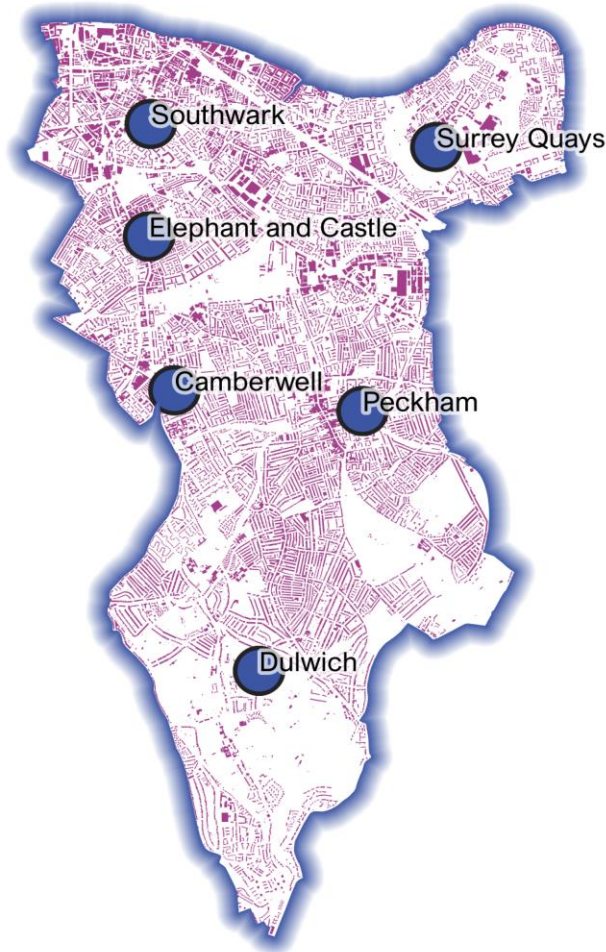 Southwark
Surrey Quays
Elephant and Castle
Camberwell
Peckham
Dulwich